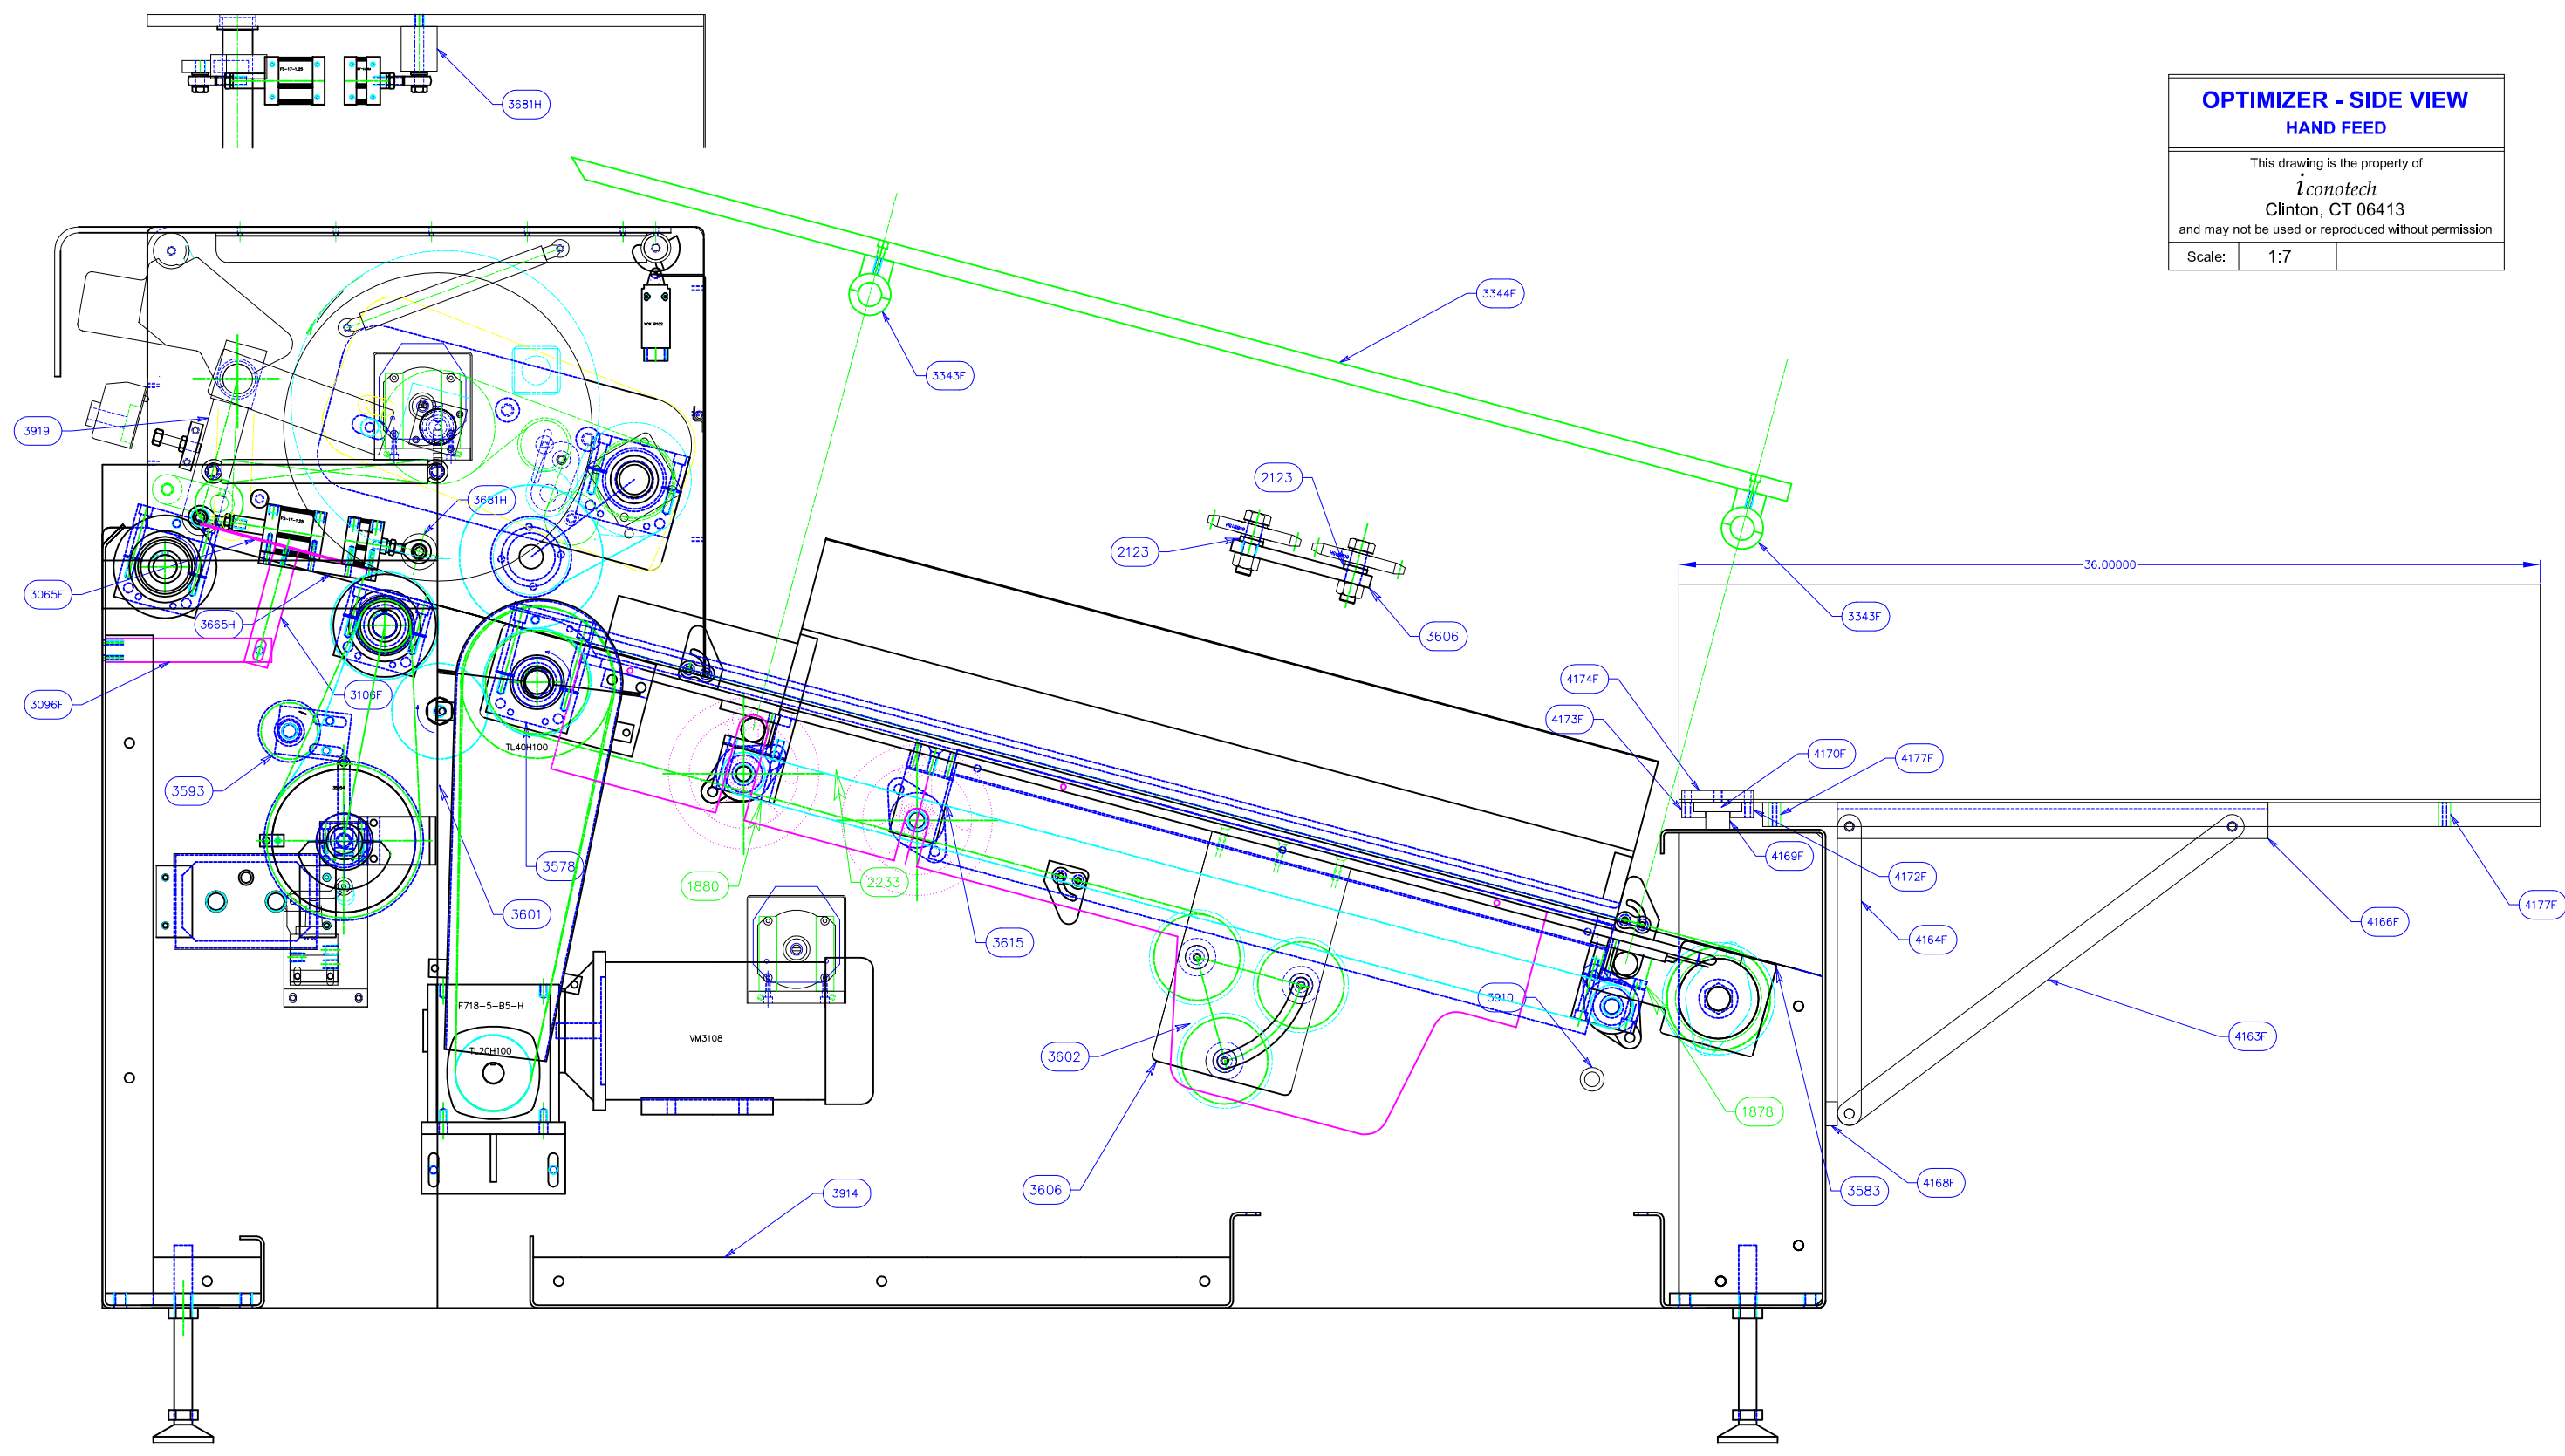 3681H
OPTIMIZER - SIDE VIEW
HAND FEED
This drawing is the property of
iconotech
Clinton, CT 06413
and may not be used or reproduced without permission
Scale: 1:7
3344F
3343F
3919
2123
3681H
2123
36.00000
3065F
3343F
3665H
3606
4174F
3096F
3106F
4173F
TL40H100
4170F
4177F
3593
3578
4169F
1880
2233
4172F
4177F
3601
4166F
3615
4164F
3910
F718-5-B5-H
VM3108
4163F
TL20H100
3602
1878
3606
3914
4168F
3583